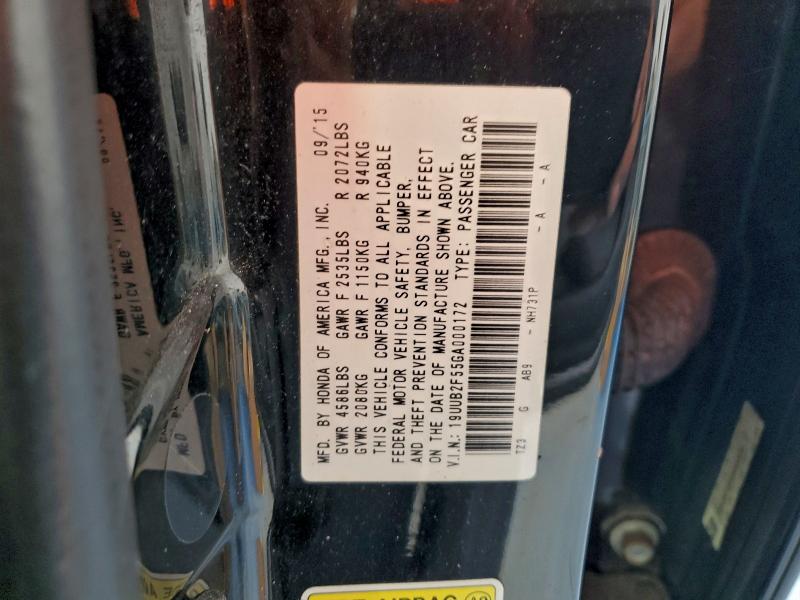 MFD. BY HONDA OF AMERICA MFG., INC. 09/'15
GVWR 4586LBS GAWR F 2535LBS R 2072LBS
GVWR 2080KG GAWR F 1150KG R 940KG
THIS VEHICLE CONFORMS TO ALL APPLICABLE
FEDERAL MOTOR VEHICLE SAFETY, BUMPER,
AND THEFT PREVENTION STANDARDS IN EFFECT
ON THE DATE OF MANUFACTURE SHOWN ABOVE.
V.I.N.: 19UUB2F55GA000172 TYPE: PASSENGER CAR
TZ3 G AB9 - NH731P - A - A